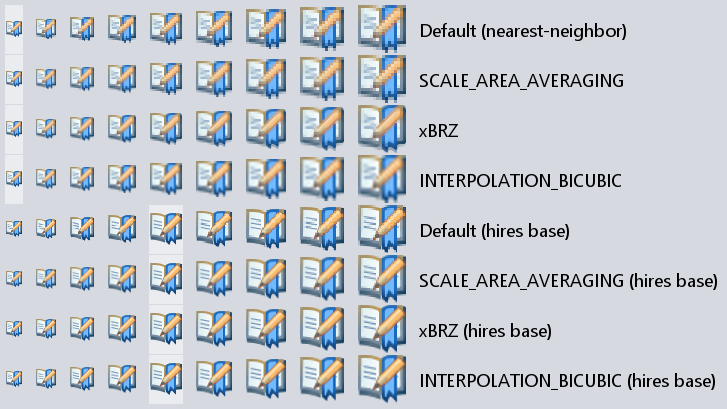 Default (nearest-neighbor)
SCALE_AREA_AVERAGING
xBRZ
INTERPOLATION_BICUBIC
Default (hires base)
SCALE_AREA_AVERAGING (hires base)
xBRZ (hires base)
INTERPOLATION_BICUBIC (hires base)